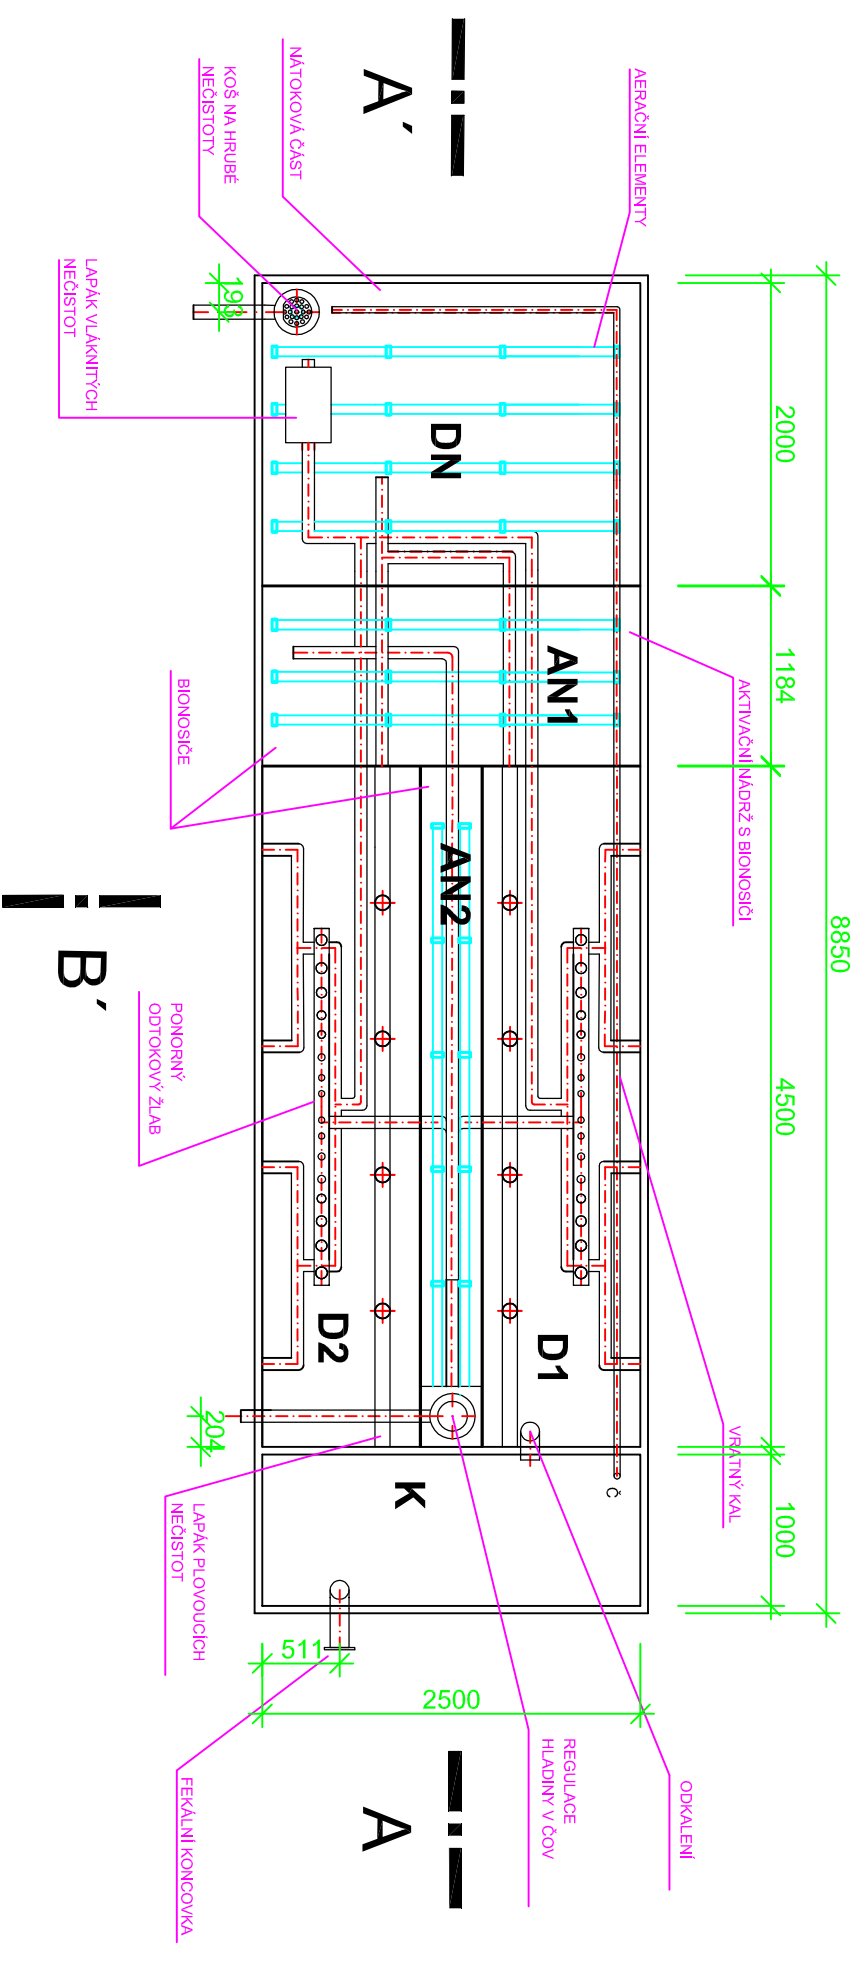 A´
NÁTOKOVÁ ČÁST
KOŠ NA HRUBÉ
NEČISTOTY
AERAČNÍ ELEMENTY
LAPÁK VLÁKNITÝCH
NEČISTOT
193
2000
DN
1184
AN1
AKTIVAČNÍ NÁDRŽ S BIONOSIČI
BIONOSIČE
8850
AN2
B´
PONORNÝ
ODTOKOVÝ ŽLAB
4500
D2
D1
204
K
Č
VRATNÝ KAL
1000
LAPÁK PLOVOUCÍCH
NEČISTOT
511
2500
REGULACE
HLADINY V ČOV
ODKALENÍ
FEKÁLNÍ KONCOVKA
A